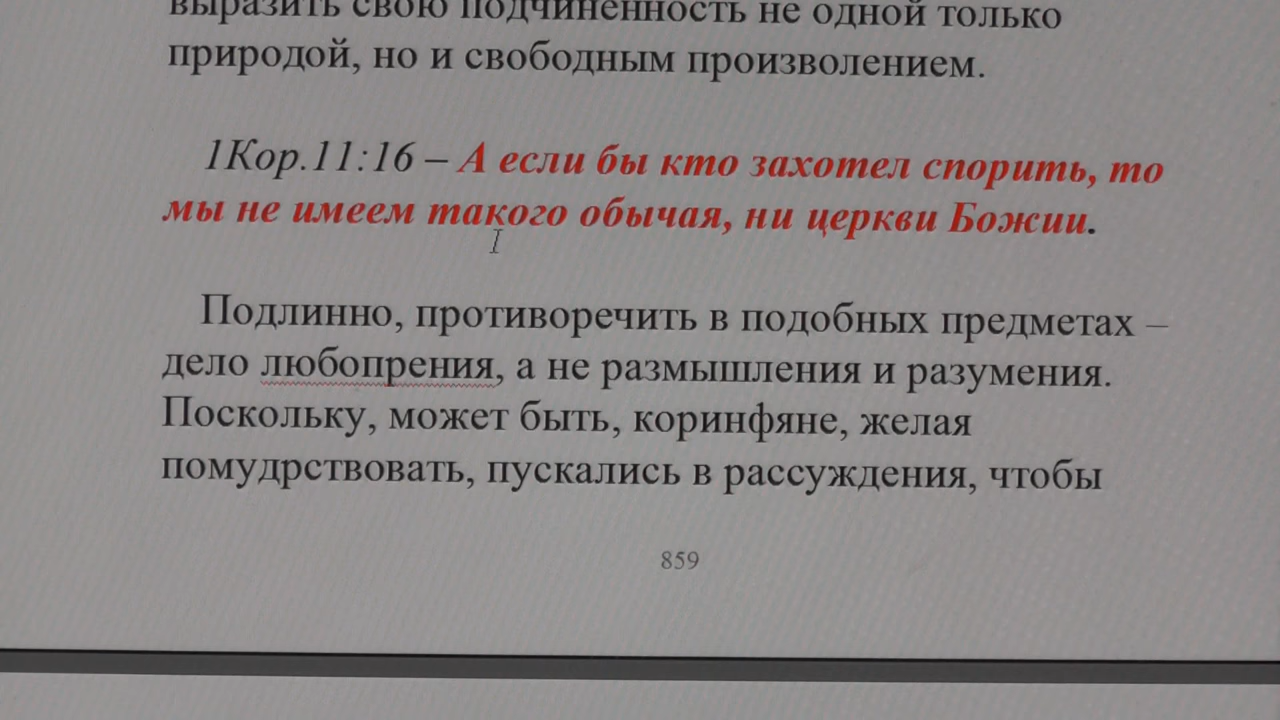 выразить свою подчиненность не одной только
природой, но и свободным произволением.
1Кор.11:16 – А если бы кто захотел спорить, то
мы не имеем такого обычая, ни церкви Божии.
Подлинно, противоречить в подобных предметах –
дело любопрения, а не размышления и разумения.
Поскольку, может быть, коринфяне, желая
помудрствовать, пускались в рассуждения, чтобы
859